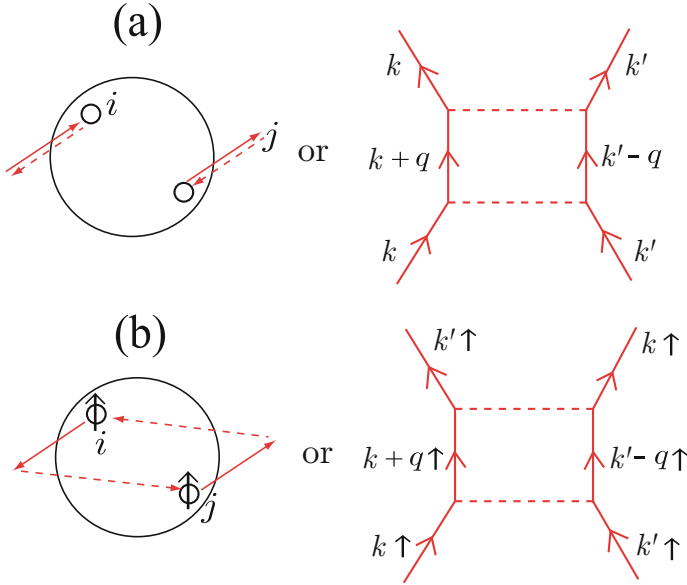 (a)
i
j
or
k
k'
k + q
k' - q
k
k'
(b)
i
j
or
k'↑
k↑
k + q↑
k' - q↑
k↑
k'↑